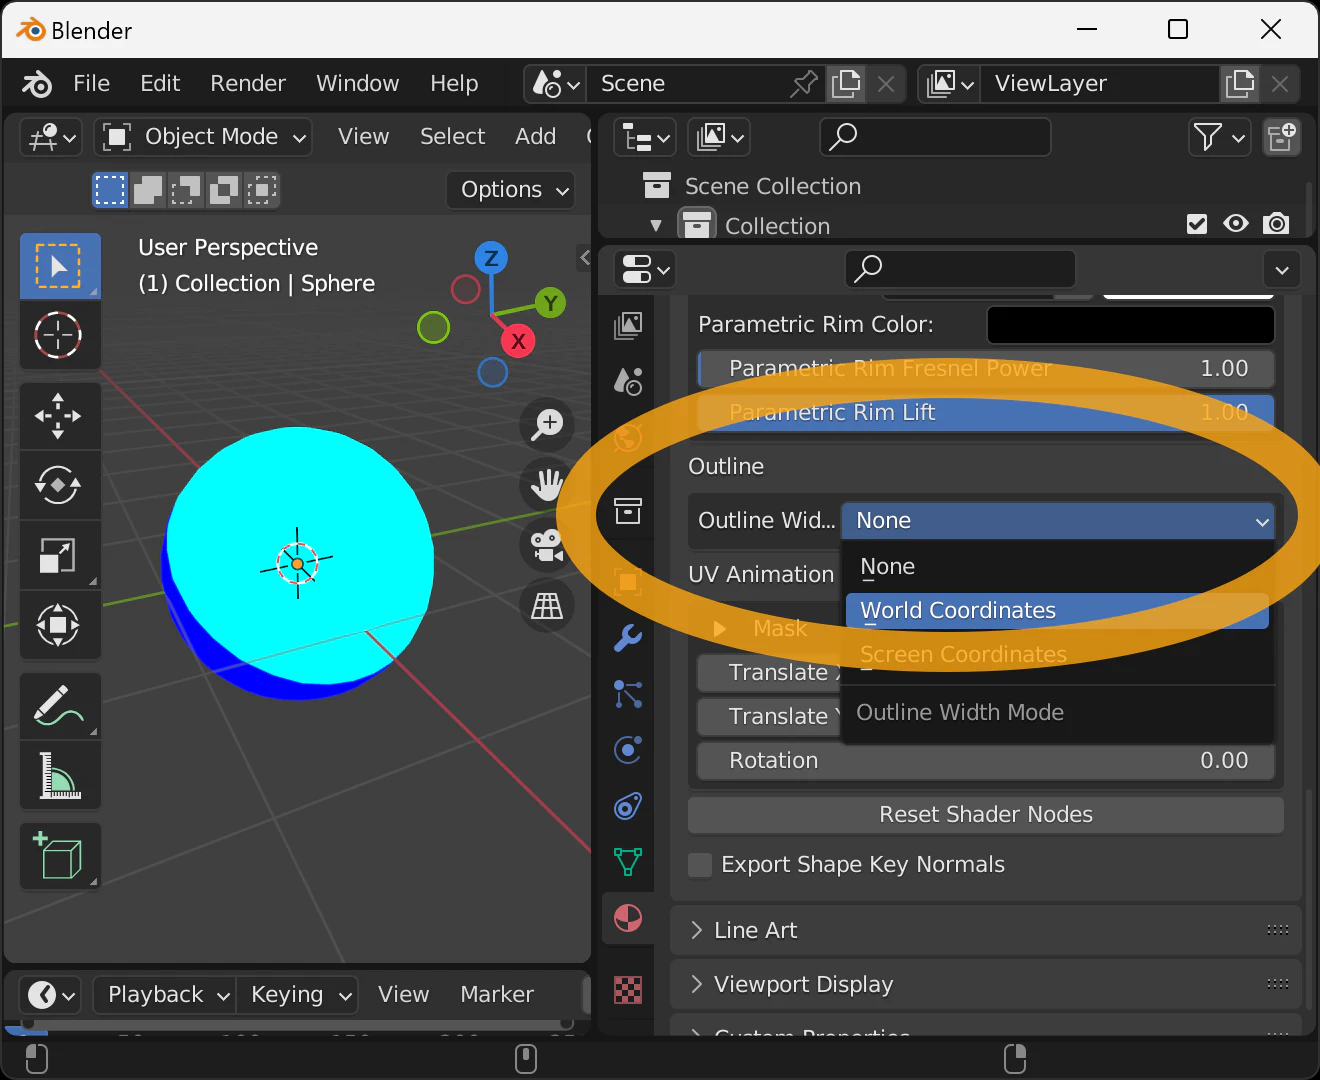 Blender
File Edit Render Window Help Scene ViewLayer
Object Mode View Select Add
Options
User Perspective
(1) Collection | Sphere
Z
Y
X
Playback Keying View Marker
Scene Collection
Collection
Parametric Rim Color:
Parametric Rim Fresnel Power 1.00
Parametric Rim Lift 1.00
Outline
Outline Wid... None
None
World Coordinates
Screen Coordinates
Outline Width Mode
UV Animation
Mask
Translate
Translate
Rotation 0.00
Reset Shader Nodes
Export Shape Key Normals
Line Art
Viewport Display
Custom Properties